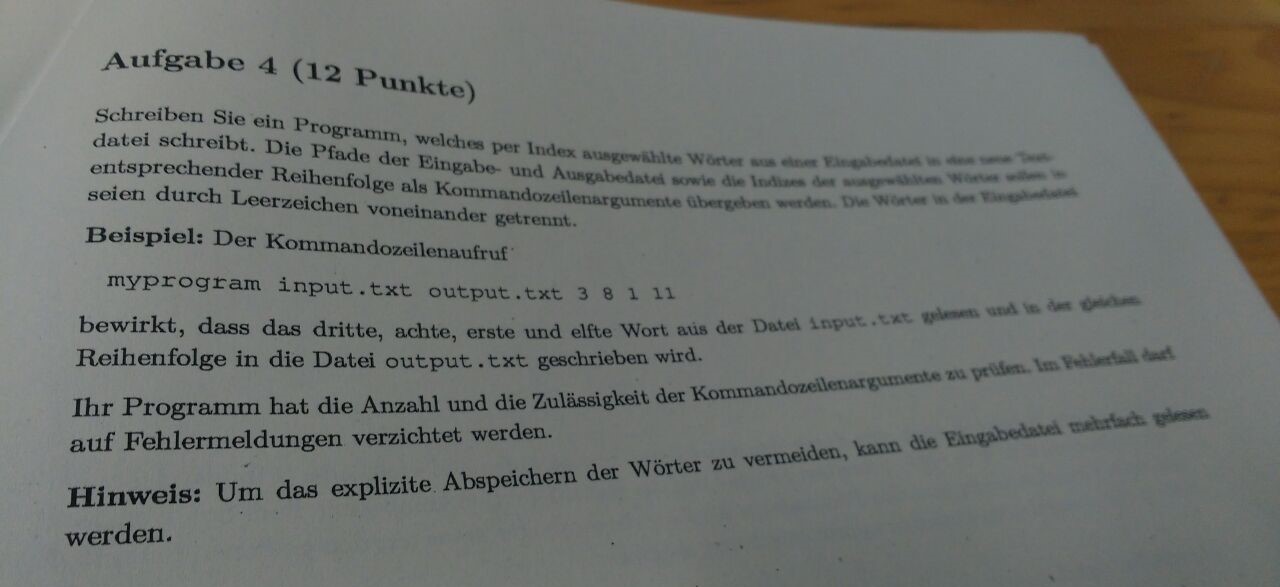 Aufgabe 4 (12 Punkte)
Schreiben Sie ein Programm, welches per Index ausgewählte Wörter aus einer Eingabedatei in eine neue Text-
datei schreibt. Die Pfade der Eingabe- und Ausgabedatei sowie die Indizes der ausgewählten Wörter sollen in
entsprechender Reihenfolge als Kommandozeilenargumente übergeben werden. Die Wörter in der Eingabedatei
seien durch Leerzeichen voneinander getrennt.
Beispiel: Der Kommandozeilenaufruf
myprogram input.txt output.txt 3 8 1 11
bewirkt, dass das dritte, achte, erste und elfte Wort aus der Datei input.txt gelesen und in der gleichen
Reihenfolge in die Datei output.txt geschrieben wird.
Ihr Programm hat die Anzahl und die Zulässigkeit der Kommandozeilenargumente zu prüfen. Im Fehlerfall darf
auf Fehlermeldungen verzichtet werden.
Hinweis: Um das explizite Abspeichern der Wörter zu vermeiden, kann die Eingabedatei mehrfach gelesen
werden.